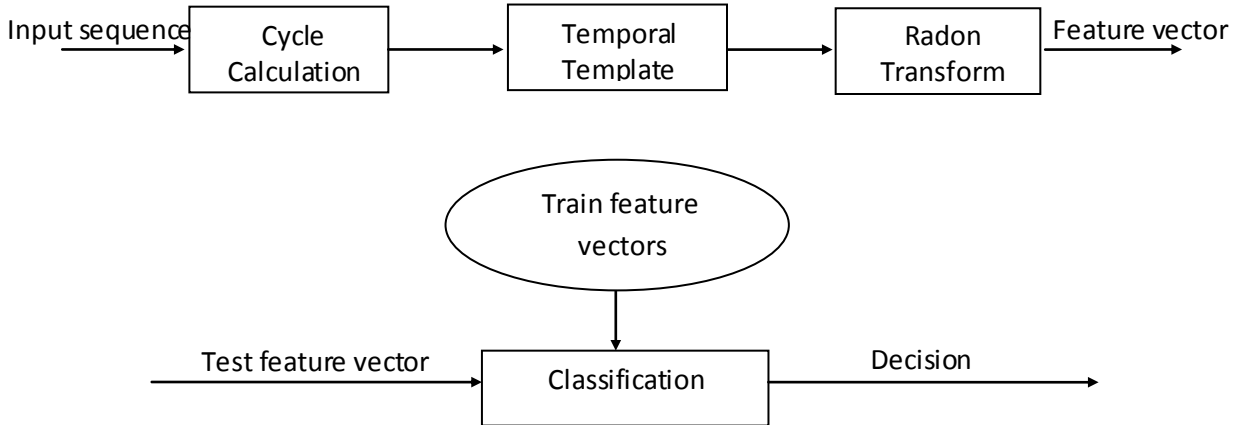 Input sequence
Cycle
Calculation
Temporal
Template
Radon
Transform
Feature vector
Train feature
vectors
Test feature vector
Classification
Decision